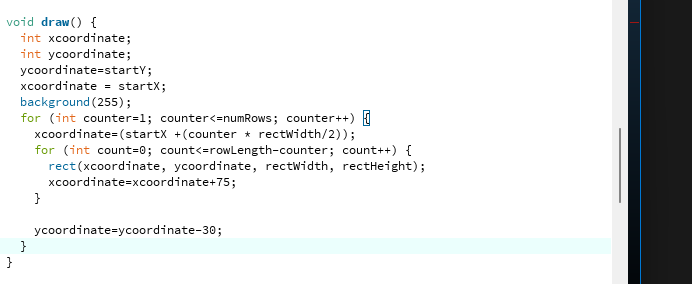 void draw() {
  int xcoordinate;
  int ycoordinate;
  ycoordinate=startY;
  xcoordinate = startX;
  background(255);
  for (int counter=1; counter<=numRows; counter++) {
    xcoordinate=(startX +(counter * rectWidth/2));
    for (int count=0; count<=rowLength-counter; count++) {
      rect(xcoordinate, ycoordinate, rectWidth, rectHeight);
      xcoordinate=xcoordinate+75;
    }
    ycoordinate=ycoordinate-30;
  }
}